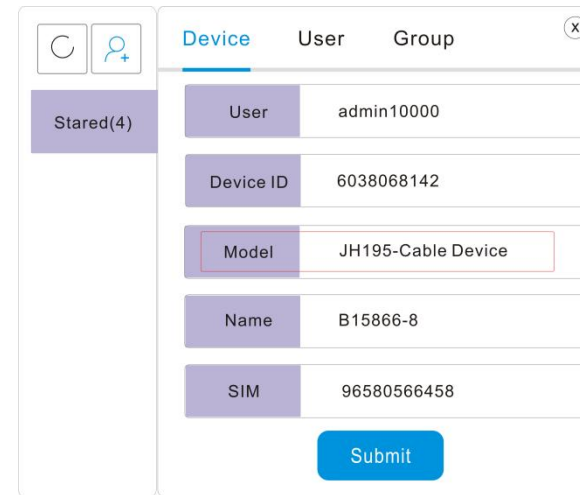 Device User Group X
Stared(4)
User admin10000
Device ID 6038068142
Model JH195-Cable Device
Name B15866-8
SIM 96580566458
Submit